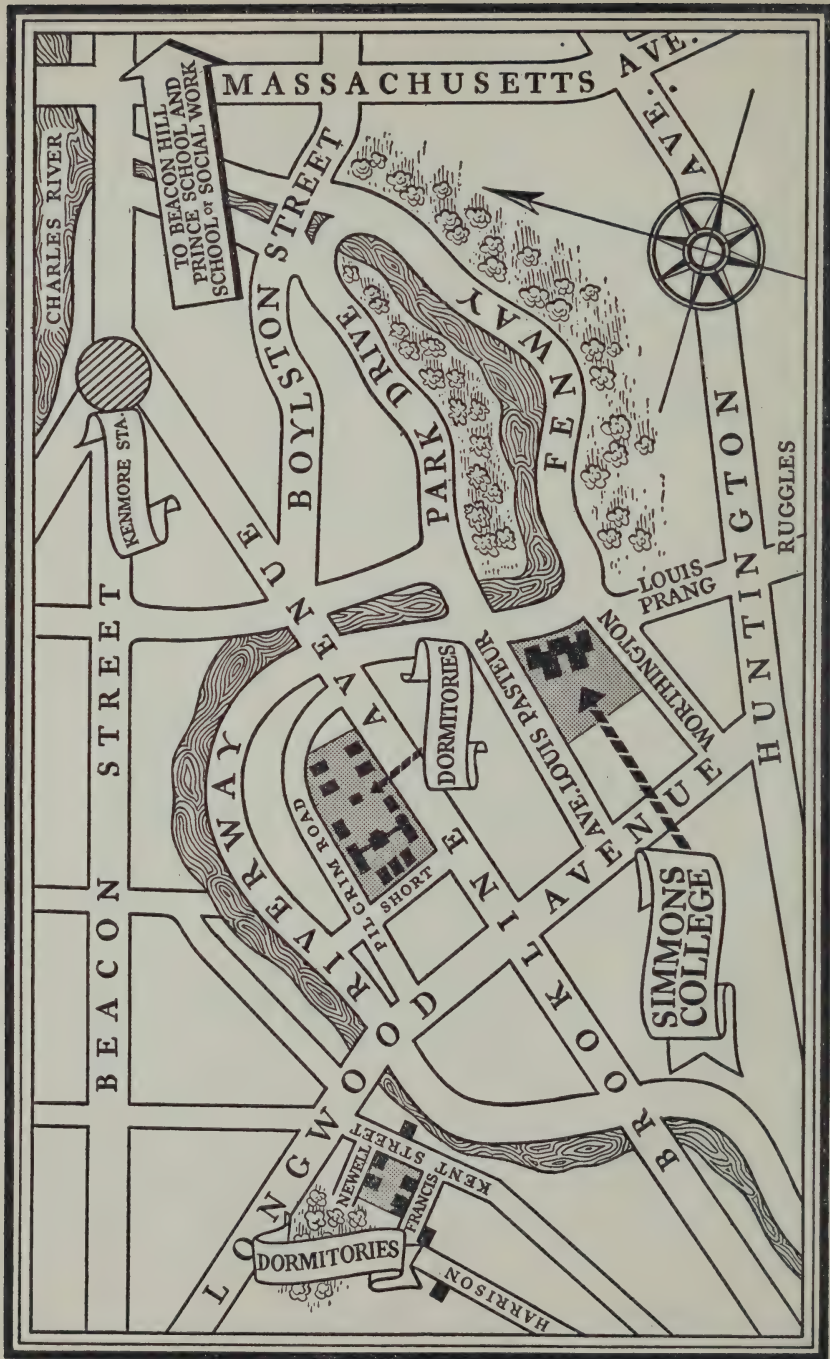 MASSACHUSETTS AVE.
AVE.
HUNTINGTON
TO BEACON HILL
PRINCE SCHOOL AND
SCHOOL OF SOCIAL WORK
CHARLES RIVER
KENMORE STA.
BOYLSTON STREET
PARK DRIVE
FENWAY
RUGGLES
LOUIS
PRANG
WORTHINGTON
AVE. LOUIS PASTEUR
BEACON STREET
BROOKLINE AVENUE
DORMITORIES
RIVERWAY
PILGRIM ROAD
SHORT
LONGWOOD AVENUE
SIMMONS
COLLEGE
NEWELL
KENT STREET
FRANCIS
DORMITORIES
HARRISON